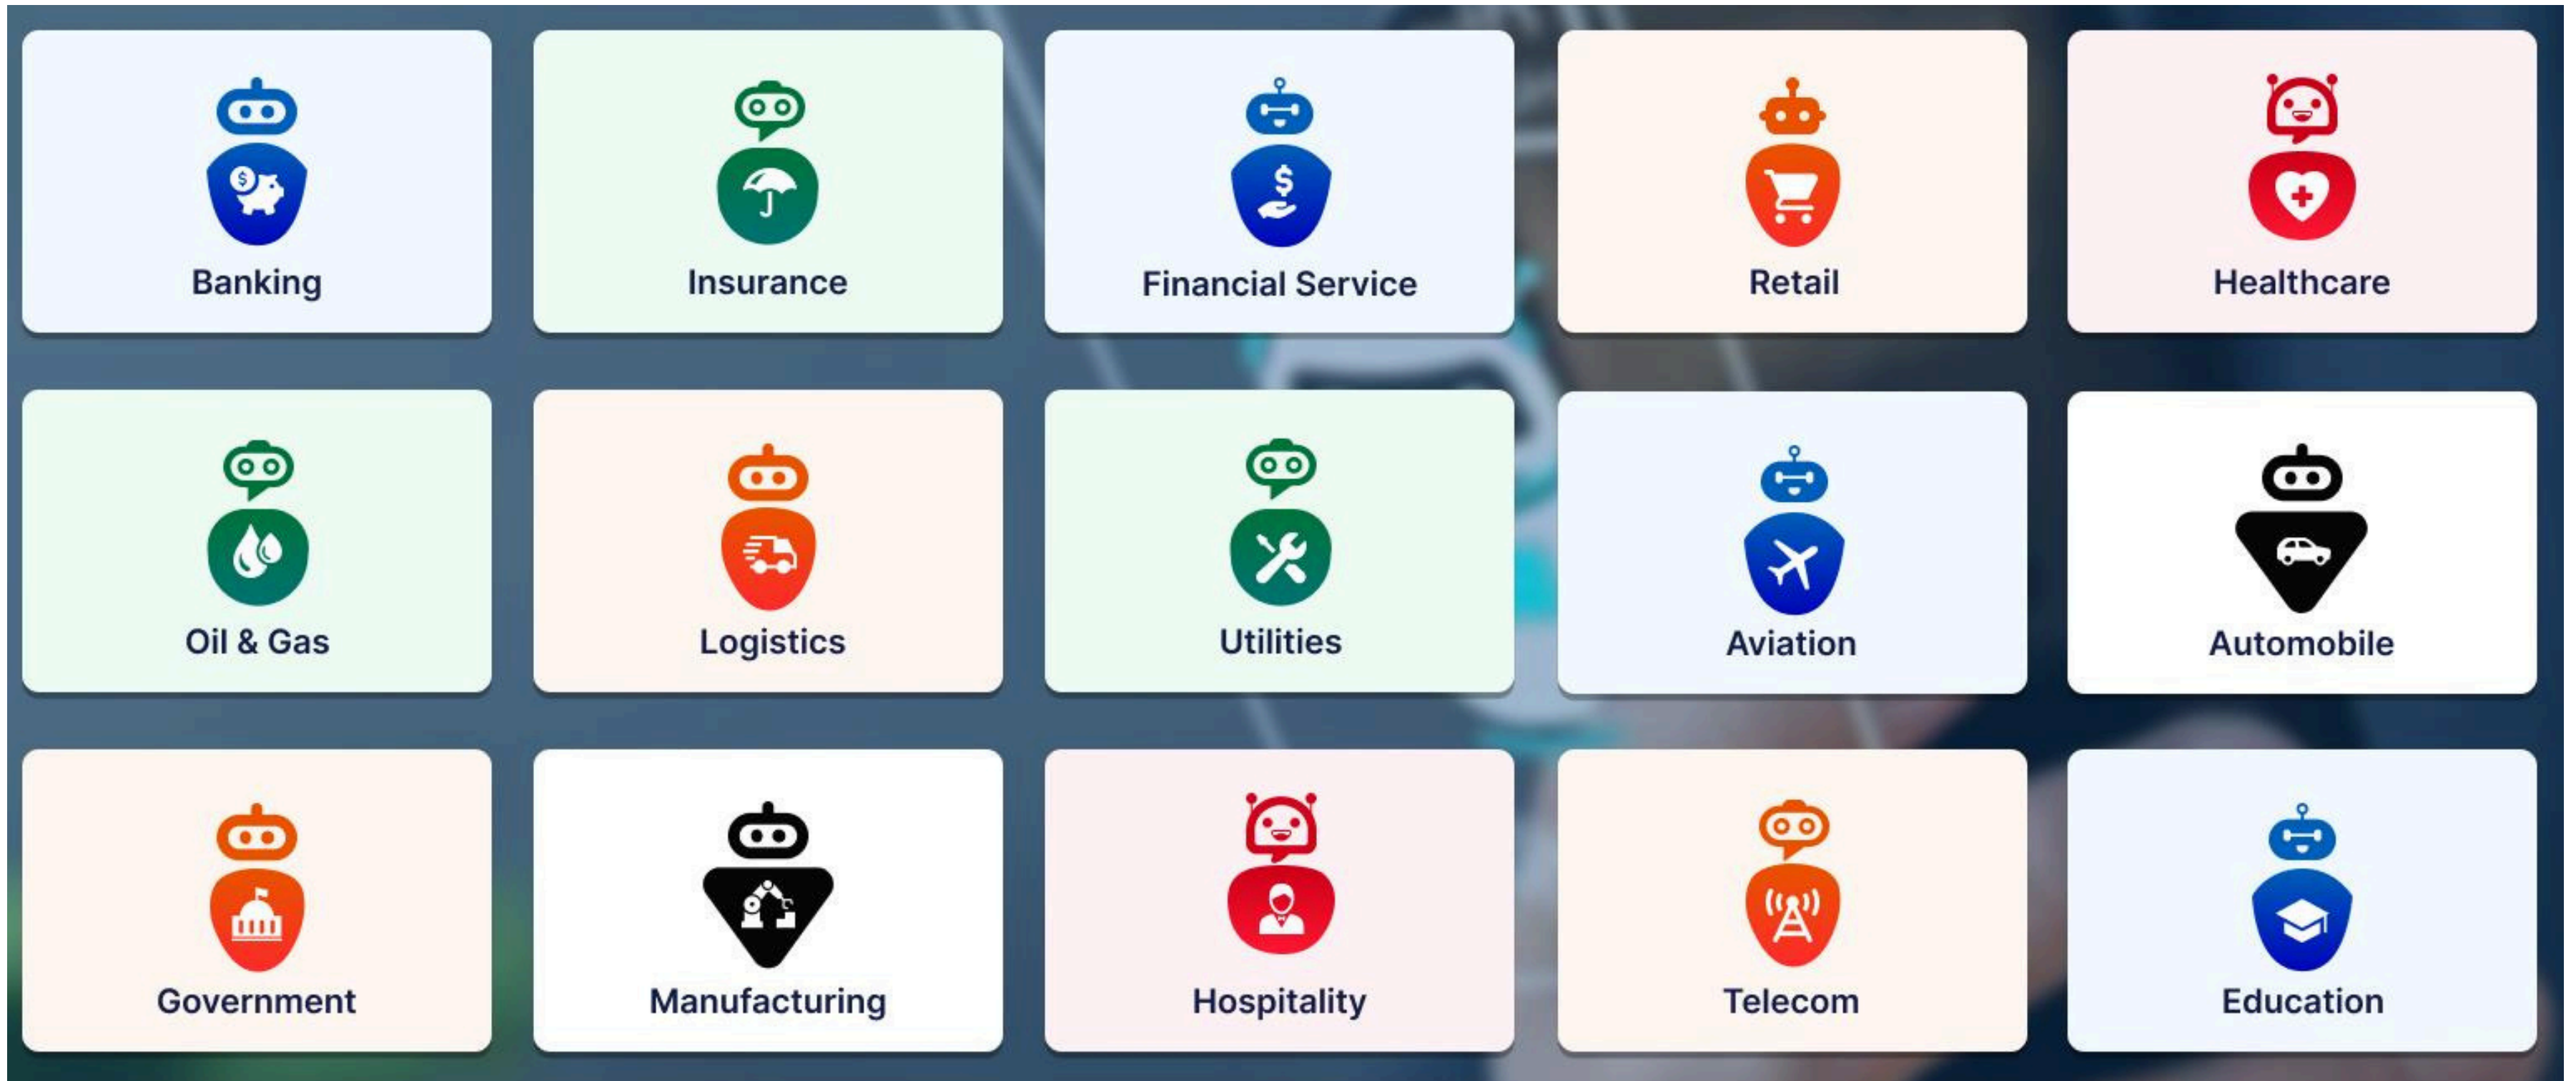 Banking
Insurance
Financial Service
Retail
Healthcare
Oil & Gas
Logistics
Utilities
Aviation
Automobile
Government
Manufacturing
Hospitality
Telecom
Education